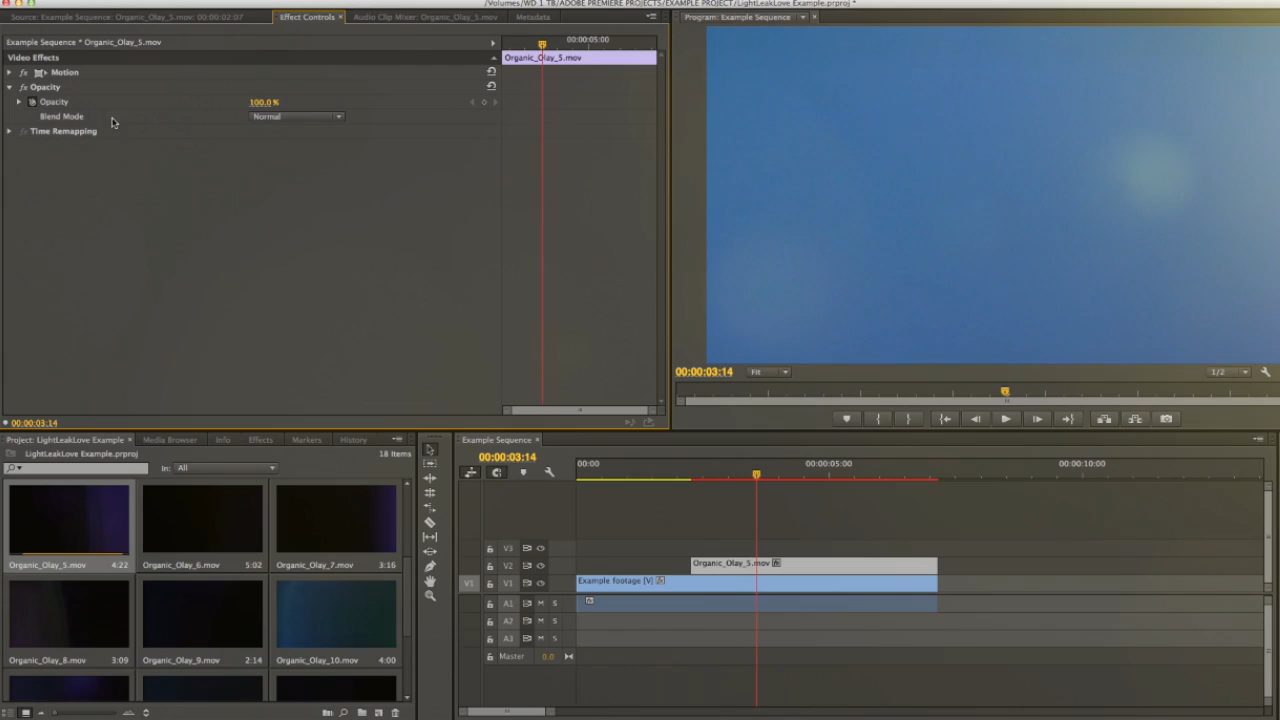 /Volumes/WD 1 TB/ADOBE PREMIERE PROJECTS/EXAMPLE PROJECT/LightLeakLove Example.prproj *
Source: Example Sequence: Organic_Olay_5.mov: 00:00:02:07
Effect Controls
Audio Clip Mixer: Organic_Olay_5.mov
Metadata
Program: Example Sequence
Example Sequence * Organic_Olay_5.mov
00:00:05:00
Video Effects
Organic_Olay_5.mov
fx Motion
fx Opacity
Opacity 100.0 %
Blend Mode Normal
fx Time Remapping
00:00:03:14 Fit 1/2
00:00:03:14
Project: LightLeakLove Example
Media Browser
Info
Effects
Markers
History
LightLeakLove Example.prproj
18 Items
In: All
Organic_Olay_5.mov 4:22
Organic_Olay_6.mov 5:02
Organic_Olay_7.mov 3:16
Organic_Olay_8.mov 3:09
Organic_Olay_9.mov 2:14
Organic_Olay_10.mov 4:00
Example Sequence
00:00:03:14
00:00
00:00:05:00
00:00:10:00
V3
V2
Organic_Olay_5.mov
V1 V1
Example footage [V]
A1 M S
A2 M S
A3 M S
Master 0.0